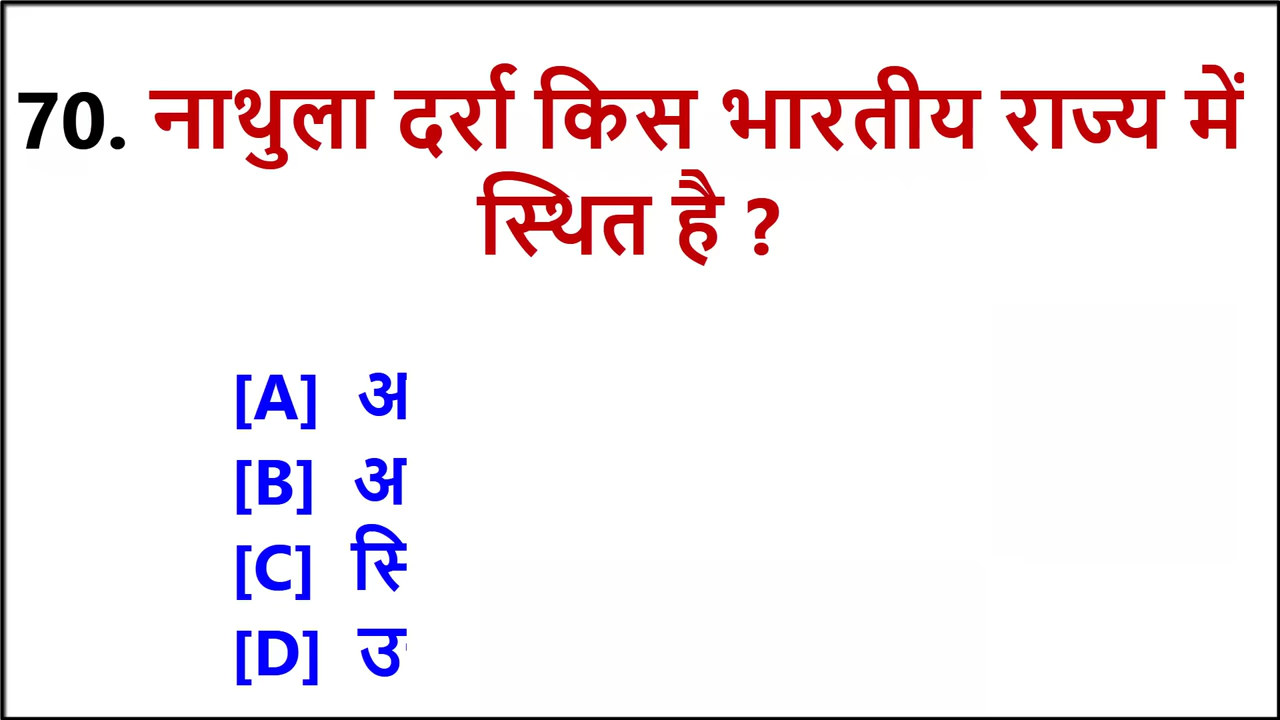 70. नाथुला दर्रा किस भारतीय राज्य में
स्थित है ?
[A] अ
[B] अ
[C] सि
[D] उ